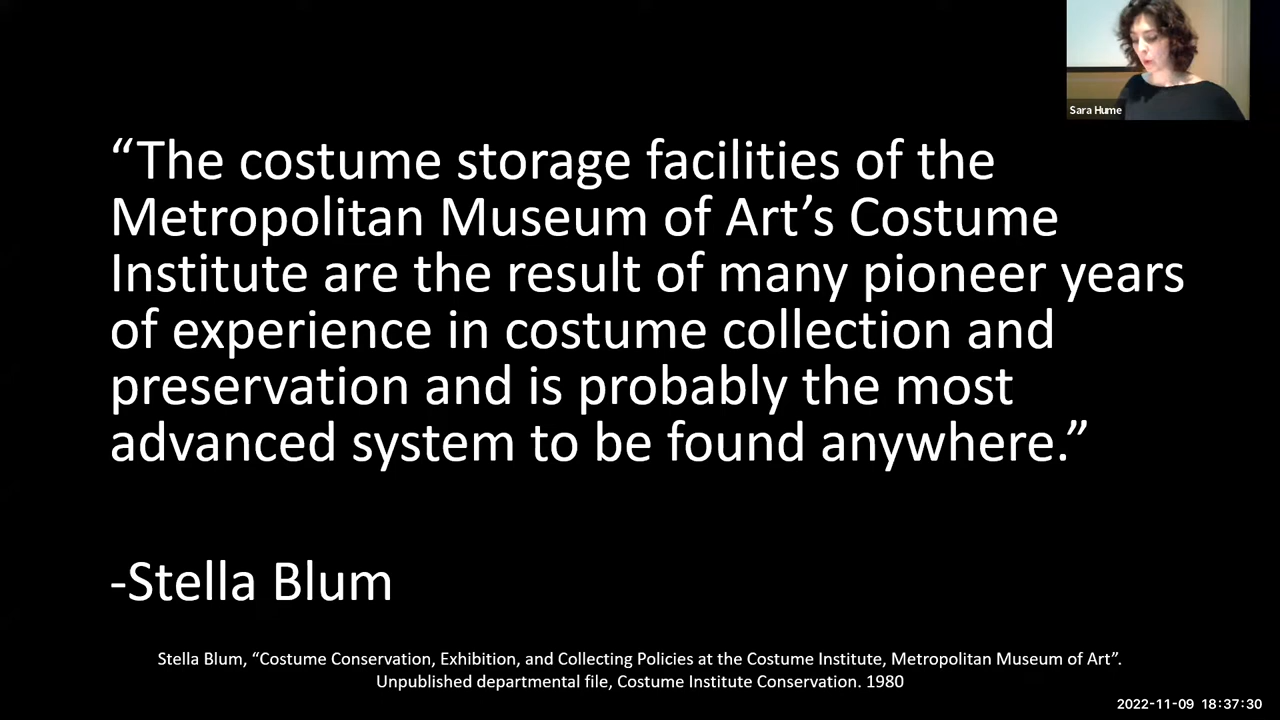 Sara Hume
“The costume storage facilities of the
Metropolitan Museum of Art’s Costume
Institute are the result of many pioneer years
of experience in costume collection and
preservation and is probably the most
advanced system to be found anywhere.”
-Stella Blum
Stella Blum, “Costume Conservation, Exhibition, and Collecting Policies at the Costume Institute, Metropolitan Museum of Art”.
Unpublished departmental file, Costume Institute Conservation. 1980
2022-11-09 18:37:30